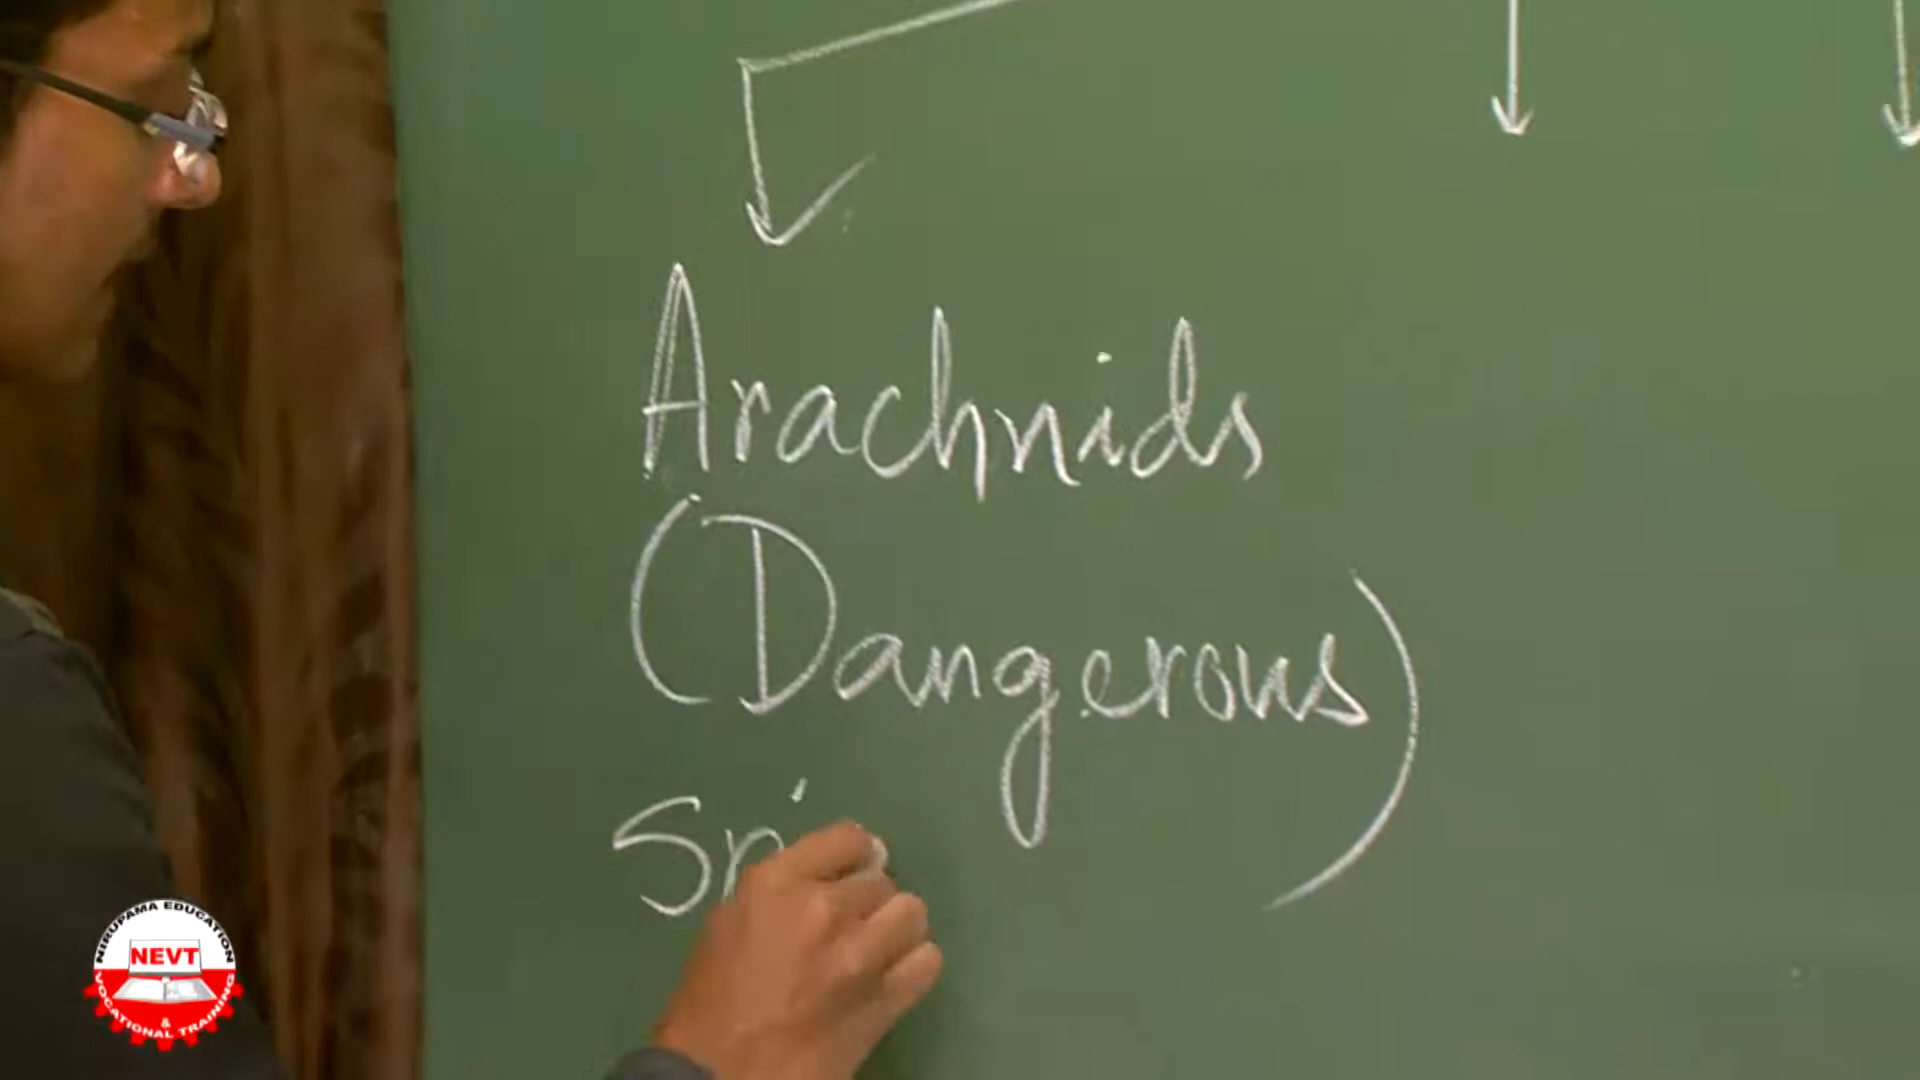 Arachnids
(Dangerous)
Spi
NIRUPAMA EDUCATION
NEVT
& VOCATIONAL TRAINING